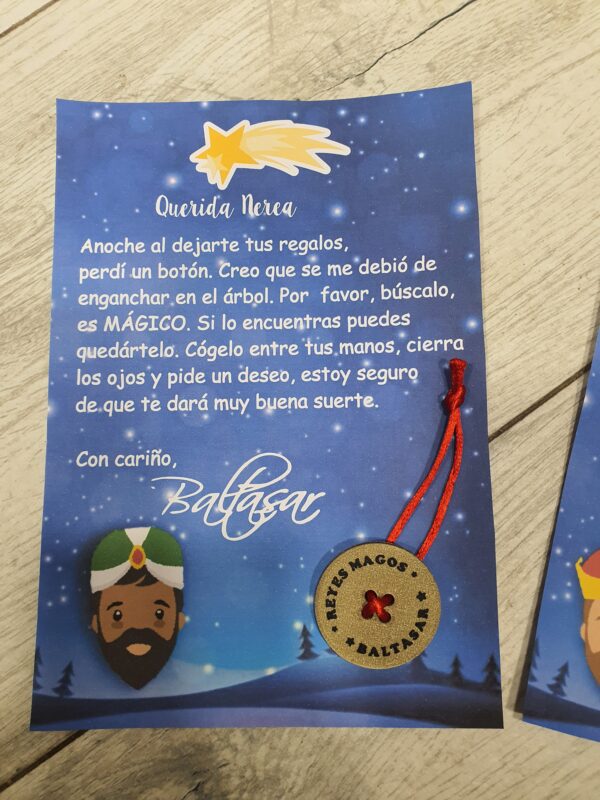 Querida Nerea
Anoche al dejarte tus regalos,
perdí un botón. Creo que se me debió de
enganchar en el árbol. Por favor, búscalo,
es MÁGICO. Si lo encuentras puedes
quedártelo. Cógelo entre tus manos, cierra
los ojos y pide un deseo, estoy seguro
de que te dará muy buena suerte.
Con cariño,
Baltasar
REYES MAGOS
BALTASAR